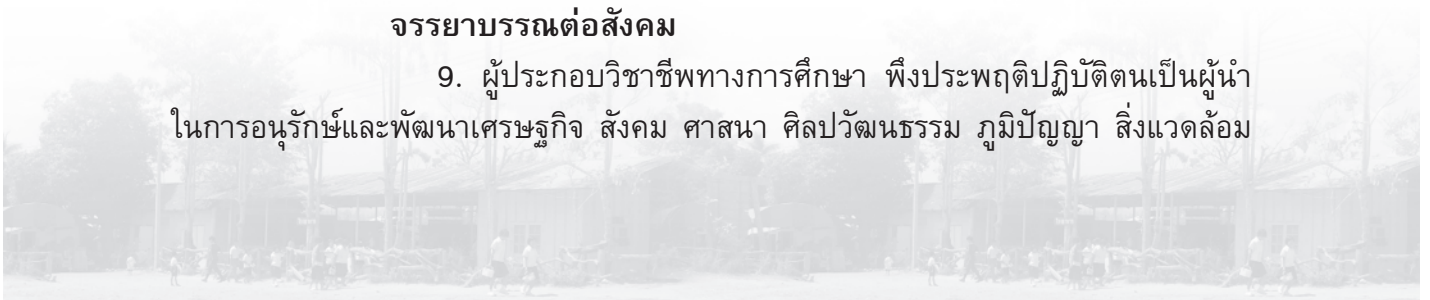 จรรยาบรรณต่อสังคม
9. ผู้ประกอบวิชาชีพทางการศึกษา พึงประพฤติปฏิบัติตนเป็นผู้นำ
ในการอนุรักษ์และพัฒนาเศรษฐกิจ สังคม ศาสนา ศิลปวัฒนธรรม ภูมิปัญญา สิ่งแวดล้อม